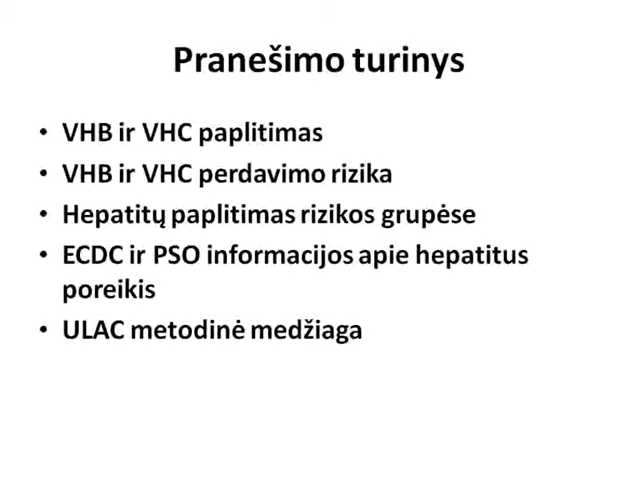 Pranešimo turinys
• VHB ir VHC paplitimas
• VHB ir VHC perdavimo rizika
• Hepatitų paplitimas rizikos grupėse
• ECDC ir PSO informacijos apie hepatitus
poreikis
• ULAC metodinė medžiaga